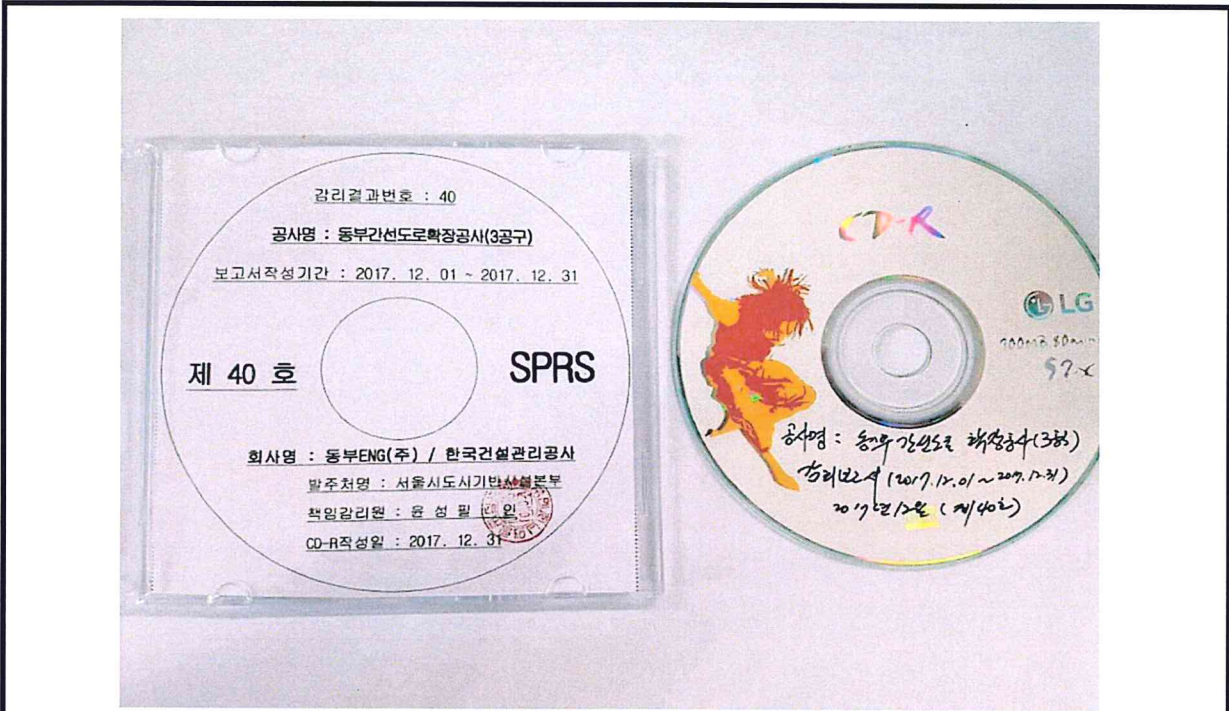 감리결과번호 : 40
공사명 : 동부간선도로확장공사(3공구)
보고서작성기간 : 2017. 12. 01 ~ 2017. 12. 31
제 40 호
SPRS
회사명 : 동부ENG(주) / 한국건설관리공사
발주처명 : 서울시도시기반시설본부
책임감리원 : 윤 성 필 인
CD-R작성일 : 2017. 12. 31
CD-R
LG
700MB 80min
52x
공사명 : 동부간선도로 확장공사(3공구)
감리보고서 (2017.12.01 ~ 2017.12.31)
2017년 12월 (제40호)